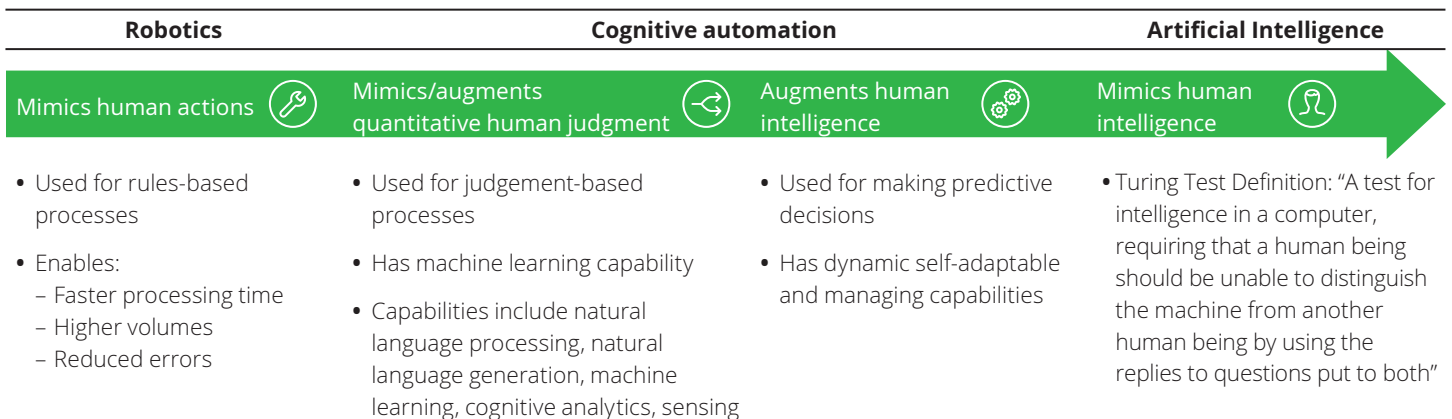 Robotics
Cognitive automation
Artificial Intelligence
Mimics human actions
Mimics/augments
quantitative human judgment
Augments human
intelligence
Mimics human
intelligence
• Used for rules-based
processes
• Enables:
– Faster processing time
– Higher volumes
– Reduced errors
• Used for judgement-based
processes
• Has machine learning capability
• Capabilities include natural
language processing, natural
language generation, machine
learning, cognitive analytics, sensing
• Used for making predictive
decisions
• Has dynamic self-adaptable
and managing capabilities
• Turing Test Definition: “A test for
intelligence in a computer,
requiring that a human being
should be unable to distinguish
the machine from another
human being by using the
replies to questions put to both”